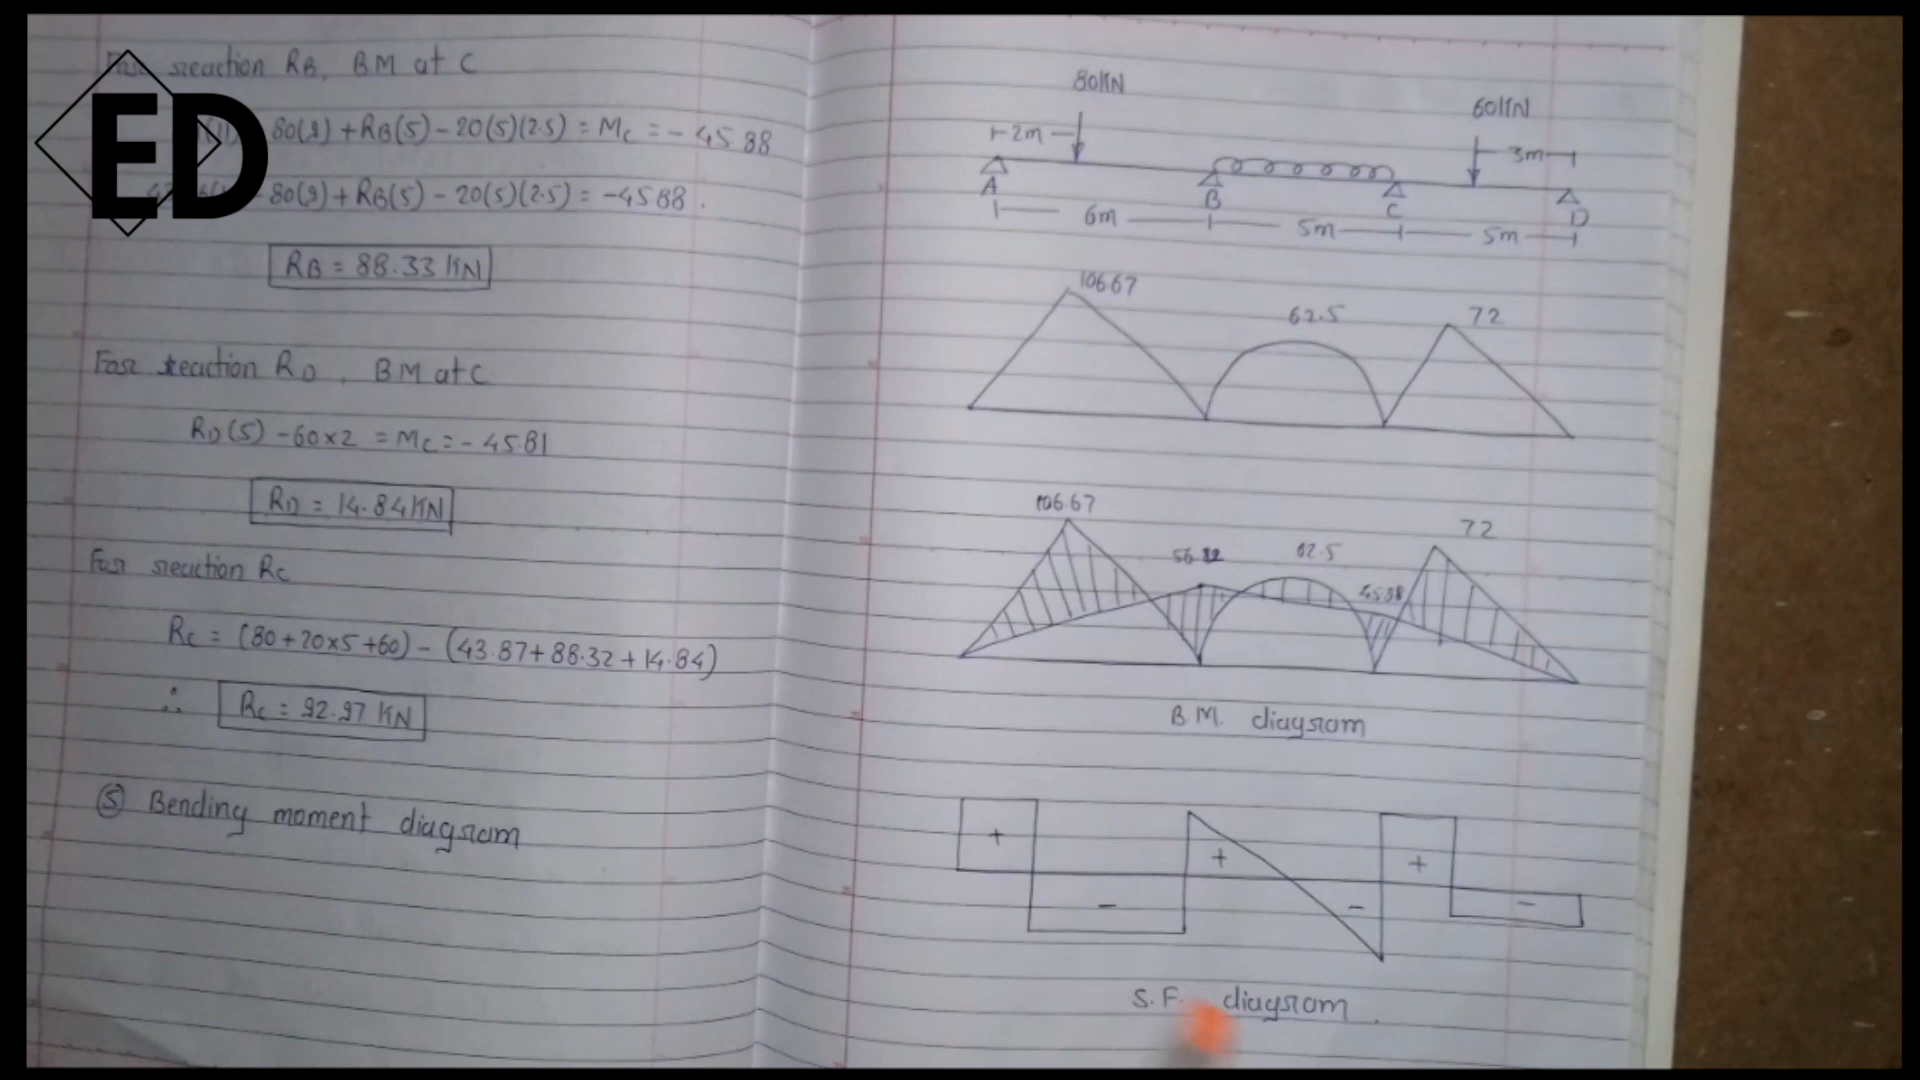 reaction RB, BM at C
ED
80(9) + RB(5) - 20(5)(2.5) = MC = - 45.88
80(9) + RB(5) - 20(5)(2.5) = -45.88.
RB = 88.33 KN
For reaction RD, BM at C
RD(5) - 60×2 = MC = - 45.81
RD = 14.84 KN
For reaction RC
RC = (80+20×5+60) - (43.87+88.32+14.84)
∴ RC = 92.97 KN
⑤ Bending moment diagram
80KN
60KN
2m
3m
A
B
C
D
6m
5m
5m
106.67
62.5
72
106.67
62.5
72
45.88
B.M. diagram
+
-
+
-
+
-
S.F. diagram